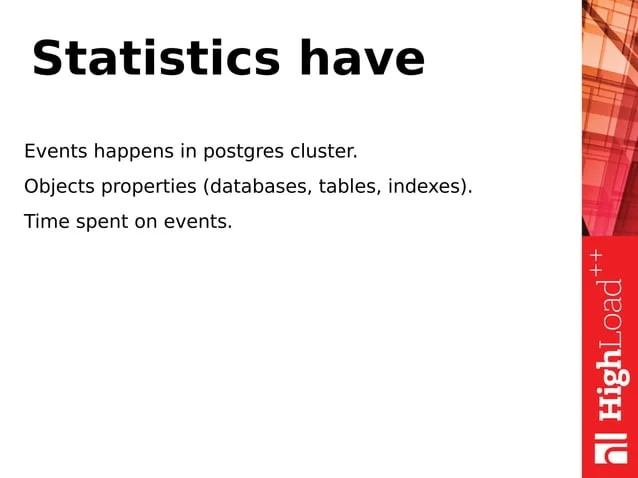 Statistics have
Events happens in postgres cluster.
Objects properties (databases, tables, indexes).
Time spent on events.
HighLoad++